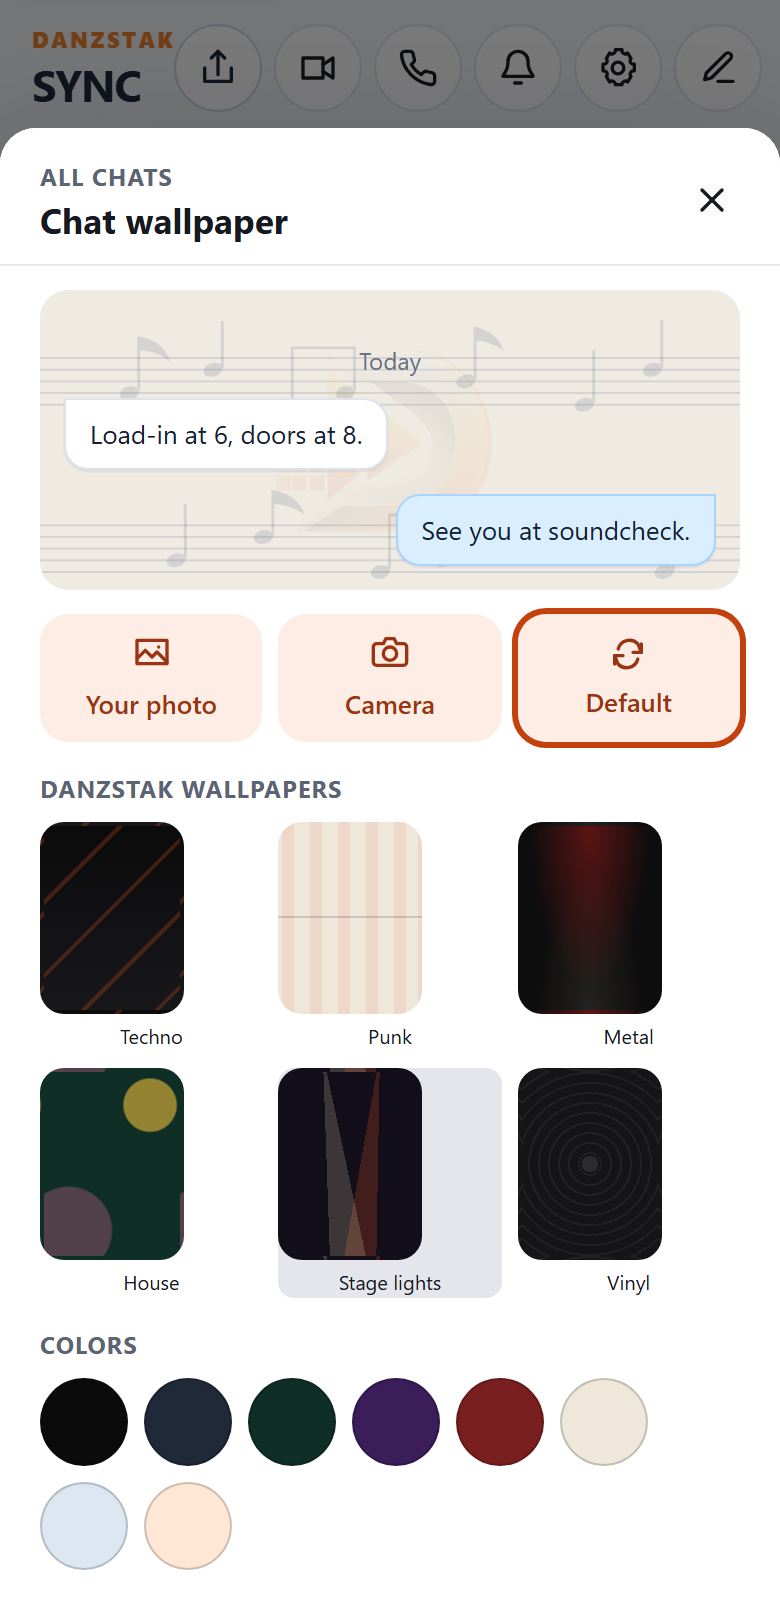 DANZSTAK
SYNC
ALL CHATS
Chat wallpaper
Today
Load-in at 6, doors at 8.
See you at soundcheck.
Your photo
Camera
Default
DANZSTAK WALLPAPERS
Techno
Punk
Metal
House
Stage lights
Vinyl
COLORS